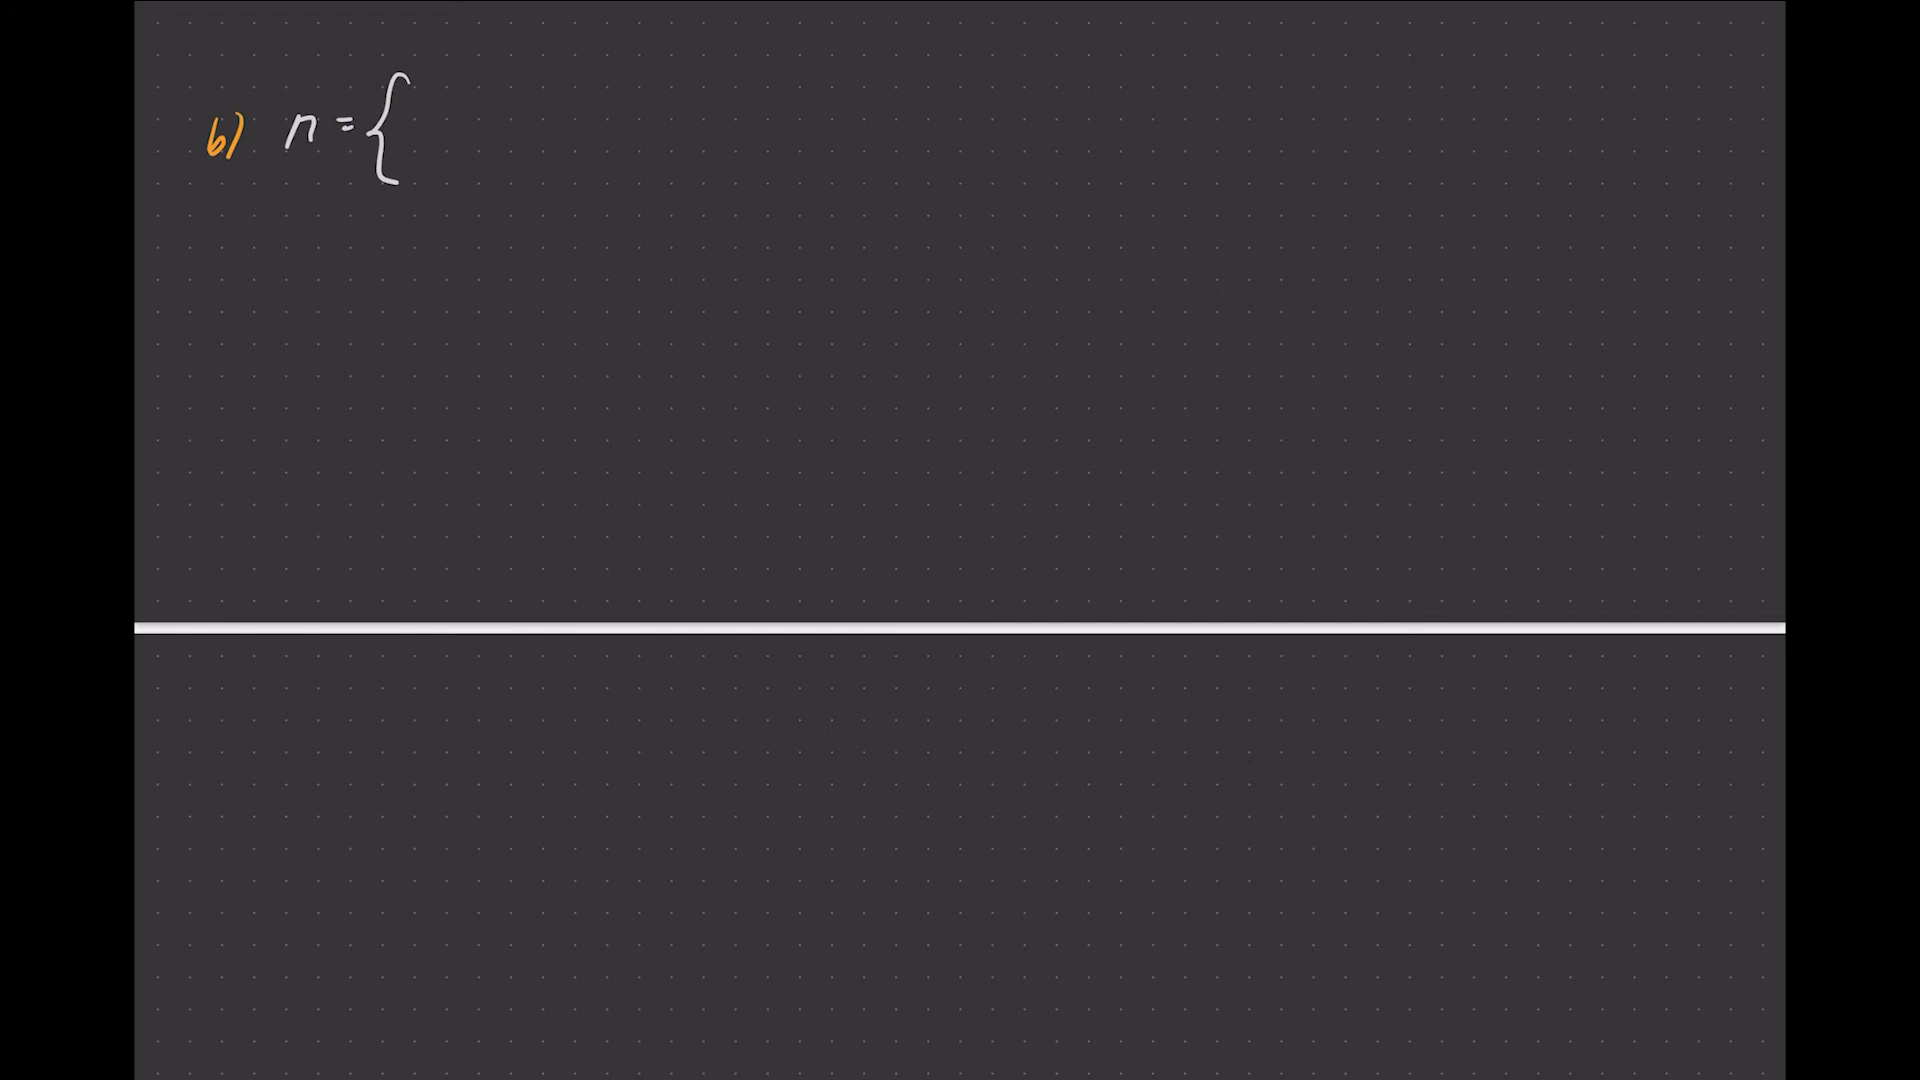 b) n = {